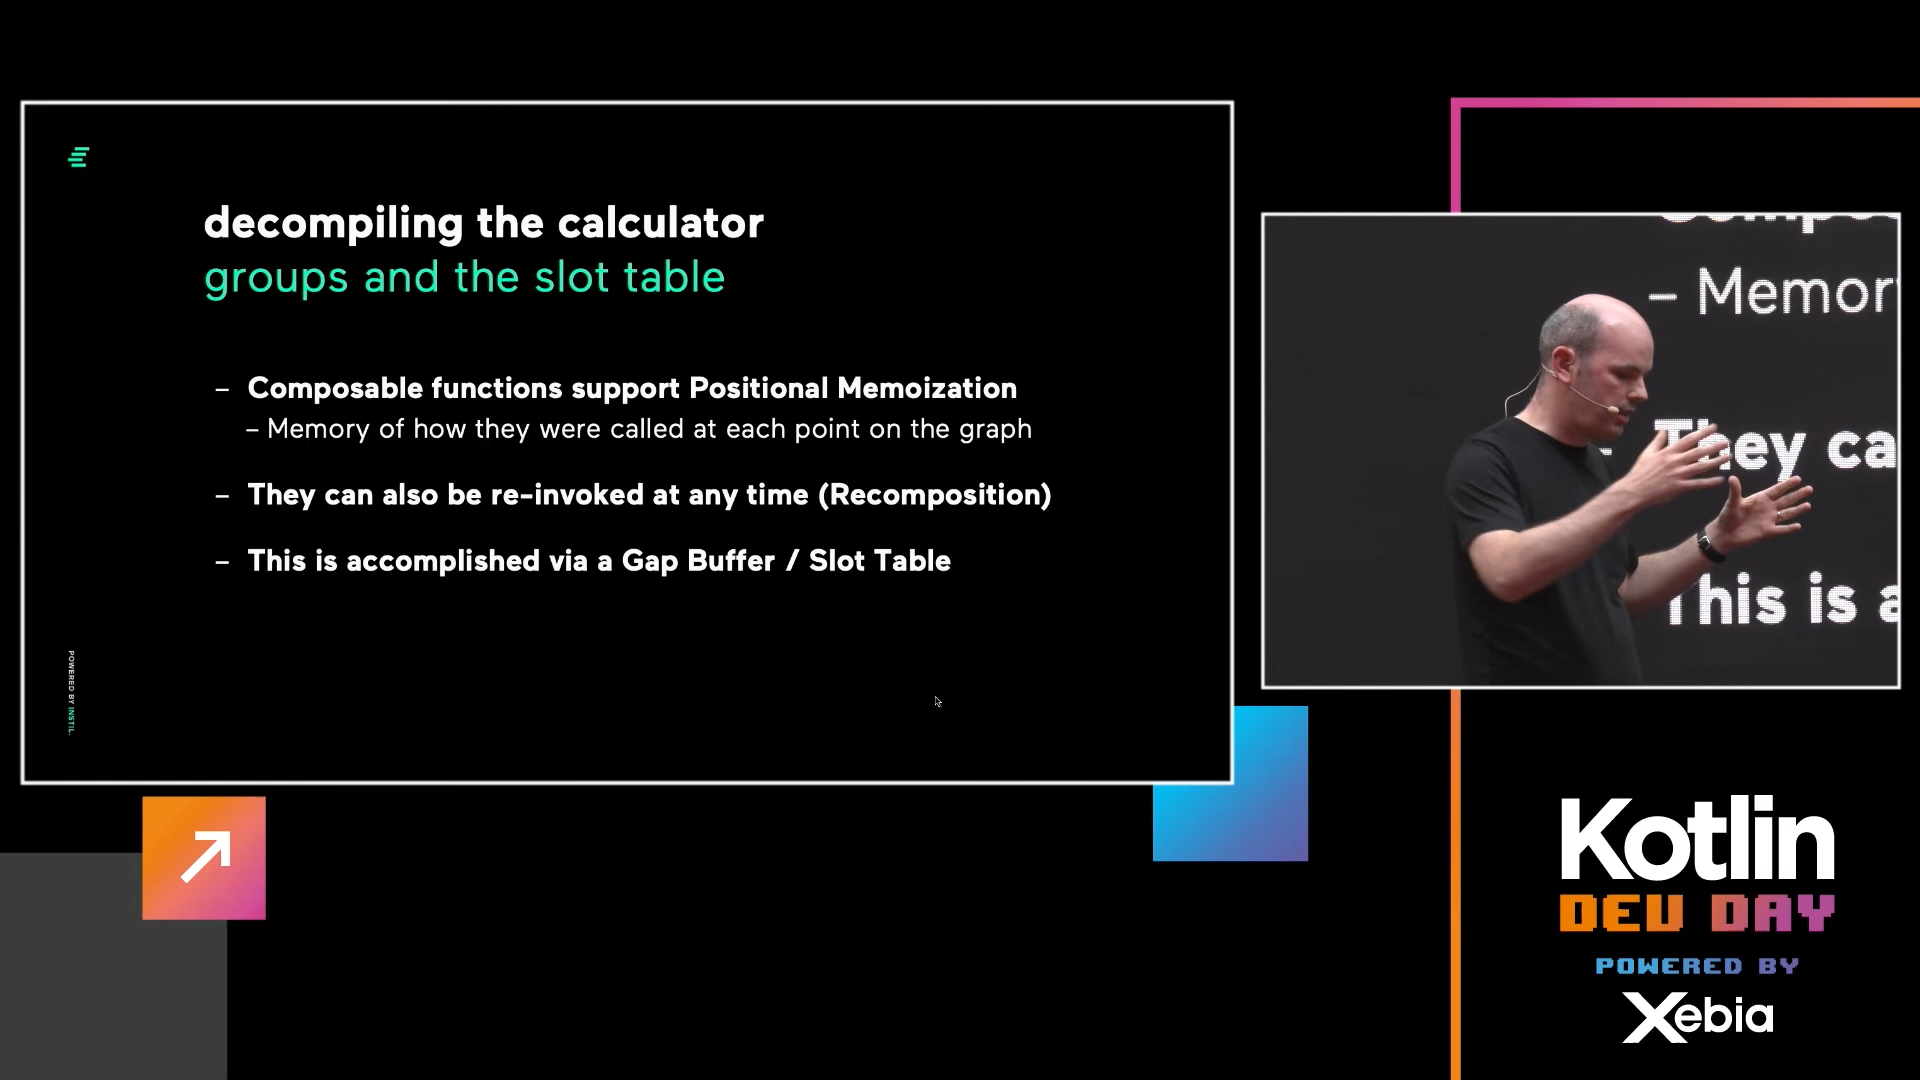 decompiling the calculator
groups and the slot table
– Composable functions support Positional Memoization
– Memory of how they were called at each point on the graph
– They can also be re-invoked at any time (Recomposition)
– This is accomplished via a Gap Buffer / Slot Table
POWERED BY INSTIL.
– Memor
They ca
This is a
Kotlin
DEV DAY
POWERED BY
Xebia